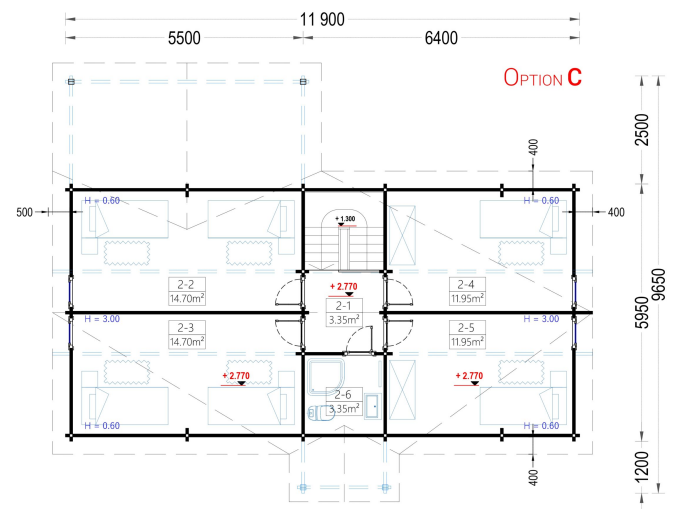 11 900
5500
6400
OPTION C
2500
400
H = 0.60
H = 0.60
500
+ 1.300
400
2-2
14.70m²
+ 2.770
2-1
3.35m²
2-4
11.95m²
H = 3.00
H = 3.00
2-3
14.70m²
2-5
11.95m²
5950
9650
+ 2.770
+ 2.770
2-6
3.35m²
H = 0.60
H = 0.60
400
1200